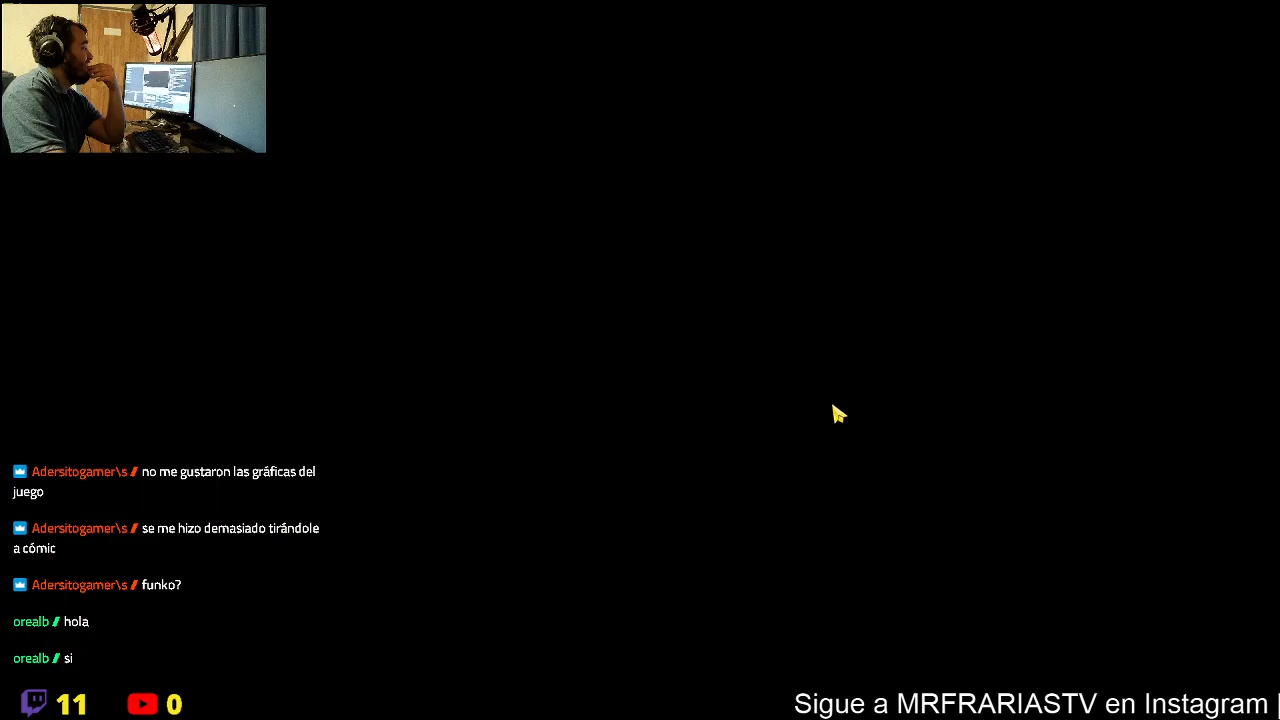 Adersitogamer\s // no me gustaron las gráficas del
juego
Adersitogamer\s // se me hizo demasiado tirándole
a cómic
Adersitogamer\s // funko?
orealb // hola
orealb // si
11
0
Sigue a MRFRARIASTV en Instagram |